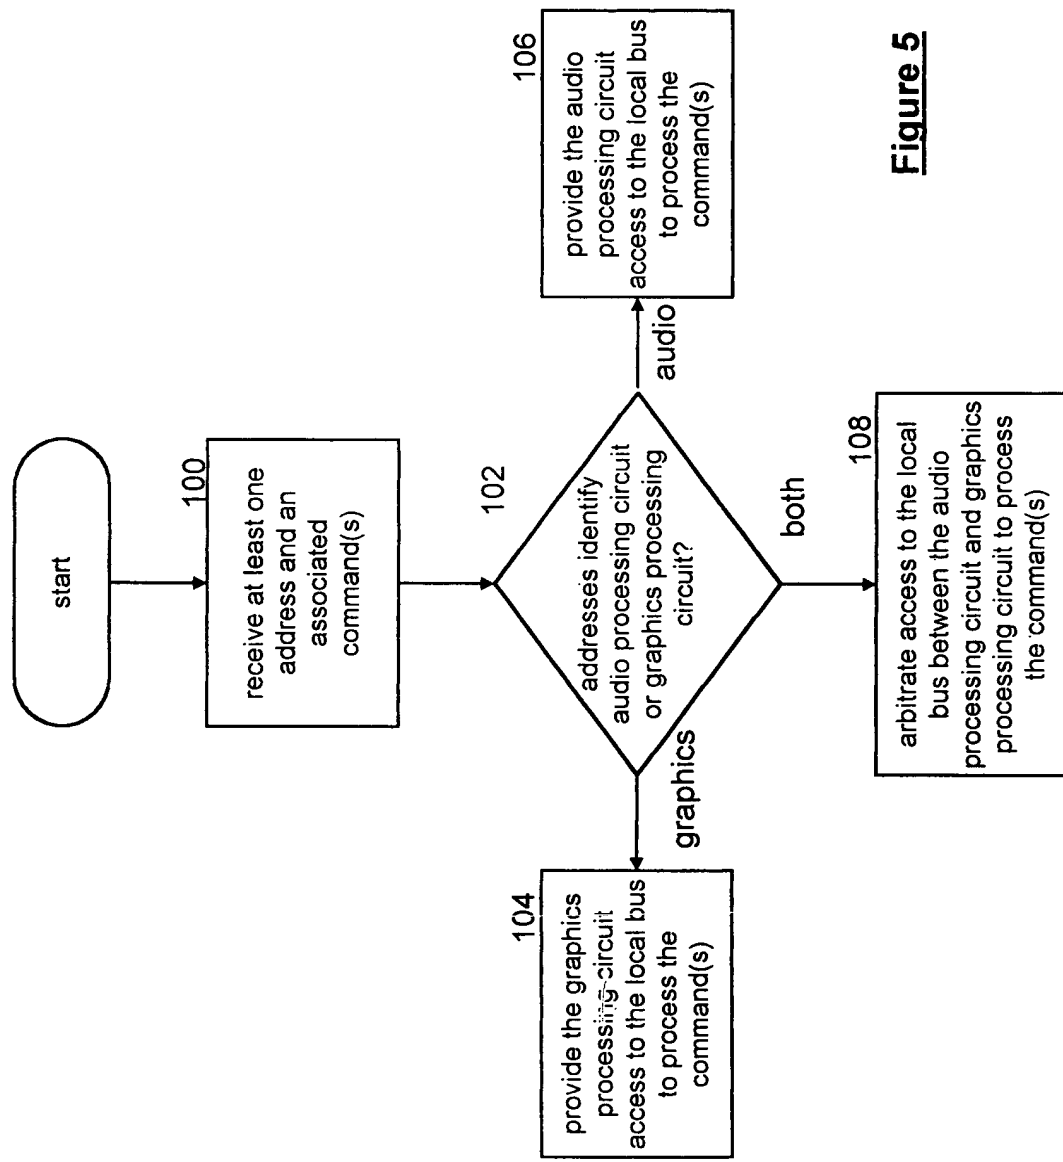 start
100
receive at least one
address and an
associated
command(s)
102
addresses identify
audio processing circuit
or graphics processing
circuit?
graphics
audio
both
104
provide the graphics
processing circuit
access to the local bus
to process the
command(s)
106
provide the audio
processing circuit
access to the local bus
to process the
command(s)
108
arbitrate access to the local
bus between the audio
processing circuit and graphics
processing circuit to process
the command(s)
Figure 5